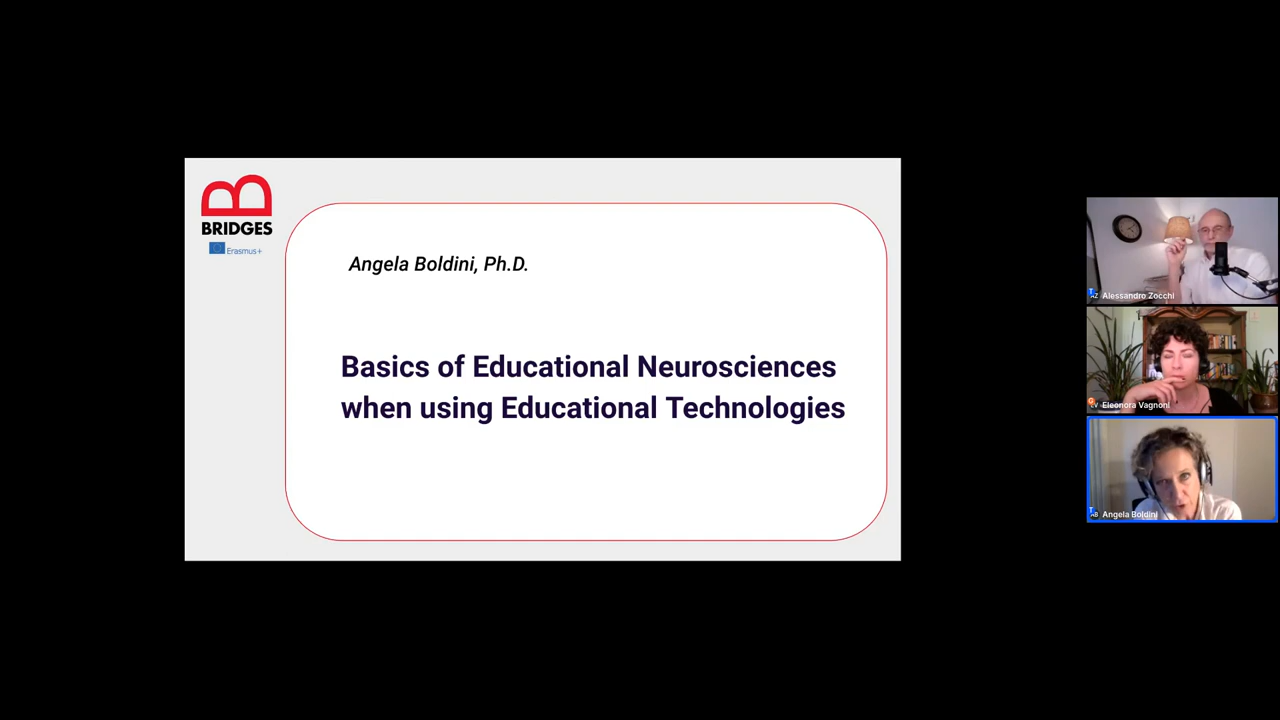 BRIDGES
Erasmus+
Angela Boldini, Ph.D.
Basics of Educational Neurosciences
when using Educational Technologies
Alessandro Zocchi
Eleonora Vagnoni
Angela Boldini